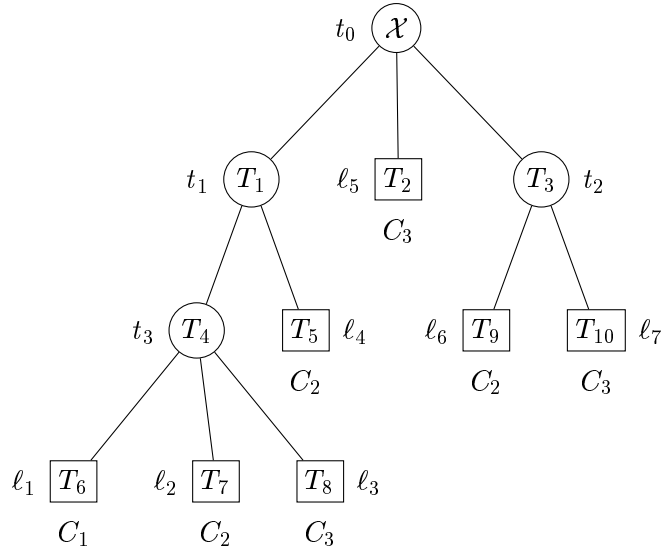 t₀ 𝒳
t₁ T₁ ℓ₅ T₂ T₃ t₂
C₃
t₃ T₄ T₅ ℓ₄ ℓ₆ T₉ T₁₀ ℓ₇
C₂ C₂ C₃
ℓ₁ T₆ ℓ₂ T₇ T₈ ℓ₃
C₁ C₂ C₃